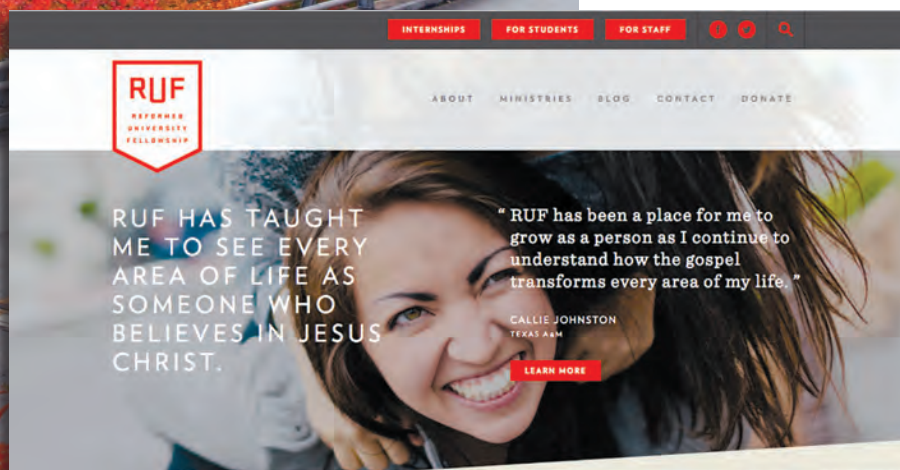 INTERNSHIPS
FOR STUDENTS
FOR STAFF
RUF
REFORMED
UNIVERSITY
FELLOWSHIP
ABOUT
MINISTRIES
BLOG
CONTACT
DONATE
RUF HAS TAUGHT
ME TO SEE EVERY
AREA OF LIFE AS
SOMEONE WHO
BELIEVES IN JESUS
CHRIST.
“ RUF has been a place for me to
grow as a person as I continue to
understand how the gospel
transforms every area of my life. ”
CALLIE JOHNSTON
TEXAS A&M
LEARN MORE